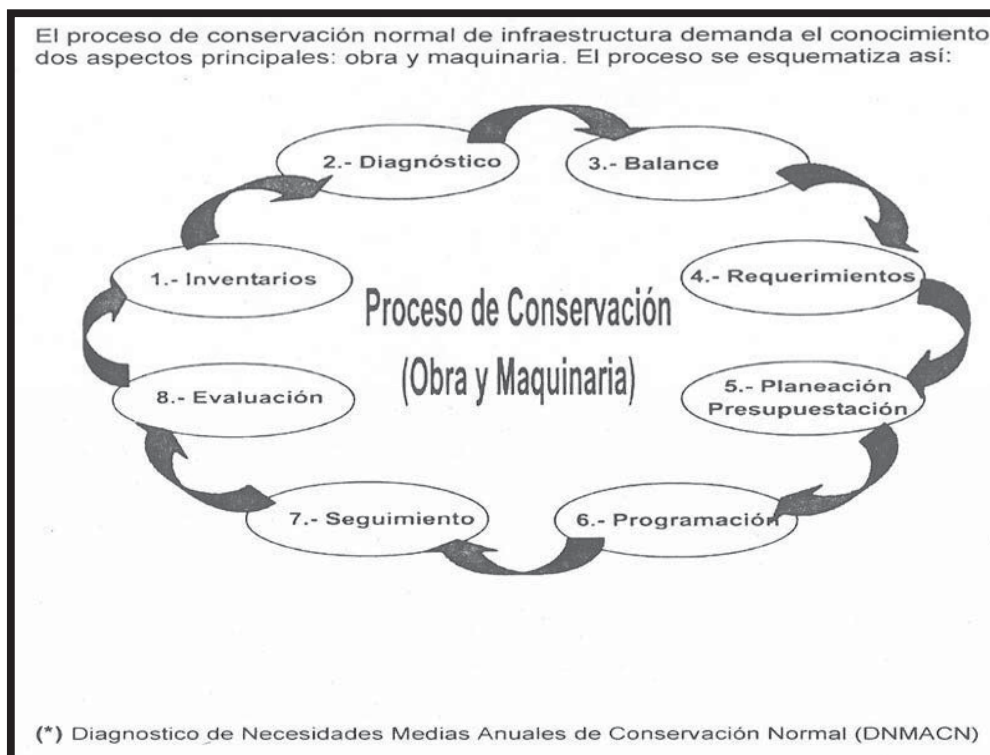 El proceso de conservación normal de infraestructura demanda el conocimiento
dos aspectos principales: obra y maquinaria. El proceso se esquematiza así:
2.- Diagnóstico
3.- Balance
1.- Inventarios
4.- Requerimientos
Proceso de Conservación
(Obra y Maquinaria)
8.- Evaluación
5.- Planeación
Presupuestación
7.- Seguimiento
6.- Programación
(*) Diagnostico de Necesidades Medias Anuales de Conservación Normal (DNMACN)